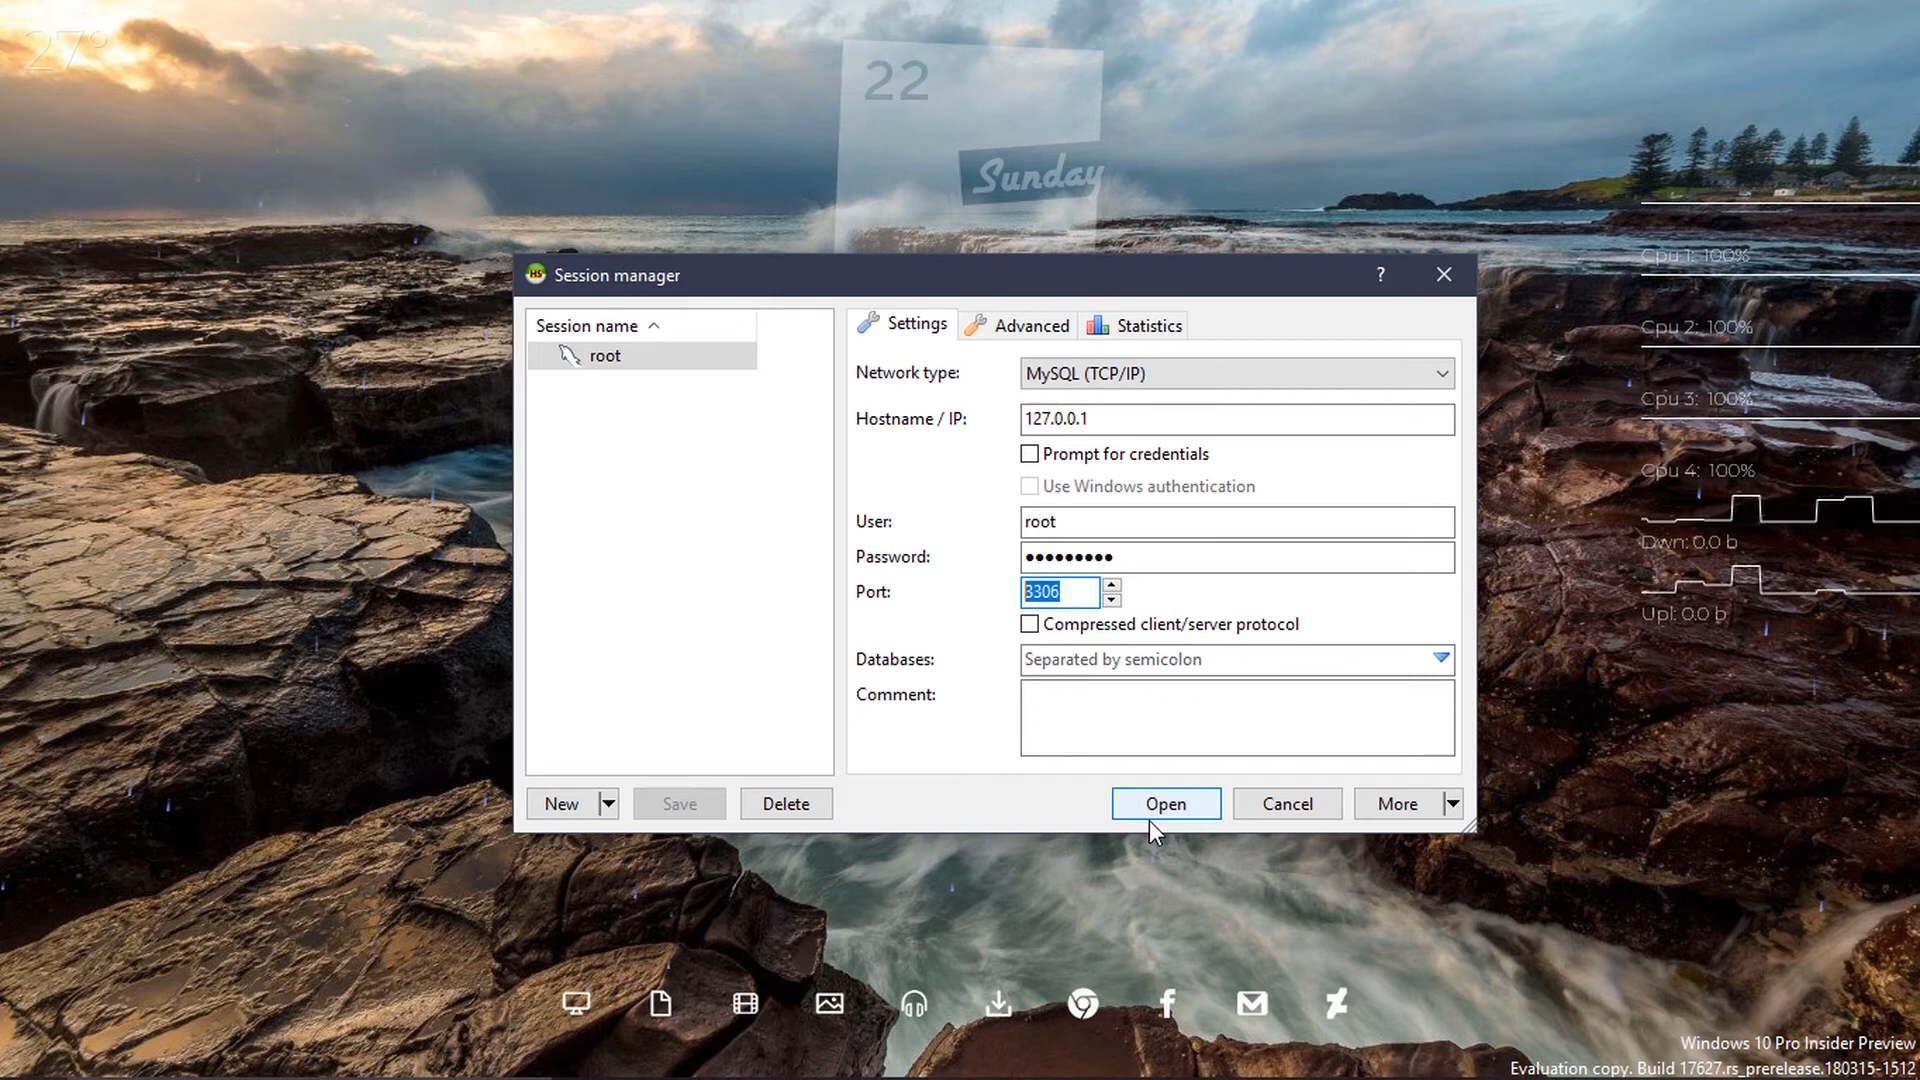 27°
22
Sunday
HS Session manager ?
Session name
root
Settings Advanced Statistics
Network type: MySQL (TCP/IP)
Hostname / IP: 127.0.0.1
Prompt for credentials
Use Windows authentication
User: root
Password: ●●●●●●●●●
Port: 3306
Compressed client/server protocol
Databases: Separated by semicolon
Comment:
New Save Delete Open Cancel More
Cpu 1: 100%
Cpu 2: 100%
Cpu 3: 100%
Cpu 4: 100%
Dwn: 0.0 b
Upl: 0.0 b
Windows 10 Pro Insider Preview
Evaluation copy. Build 17627.rs_prerelease.180315-1512